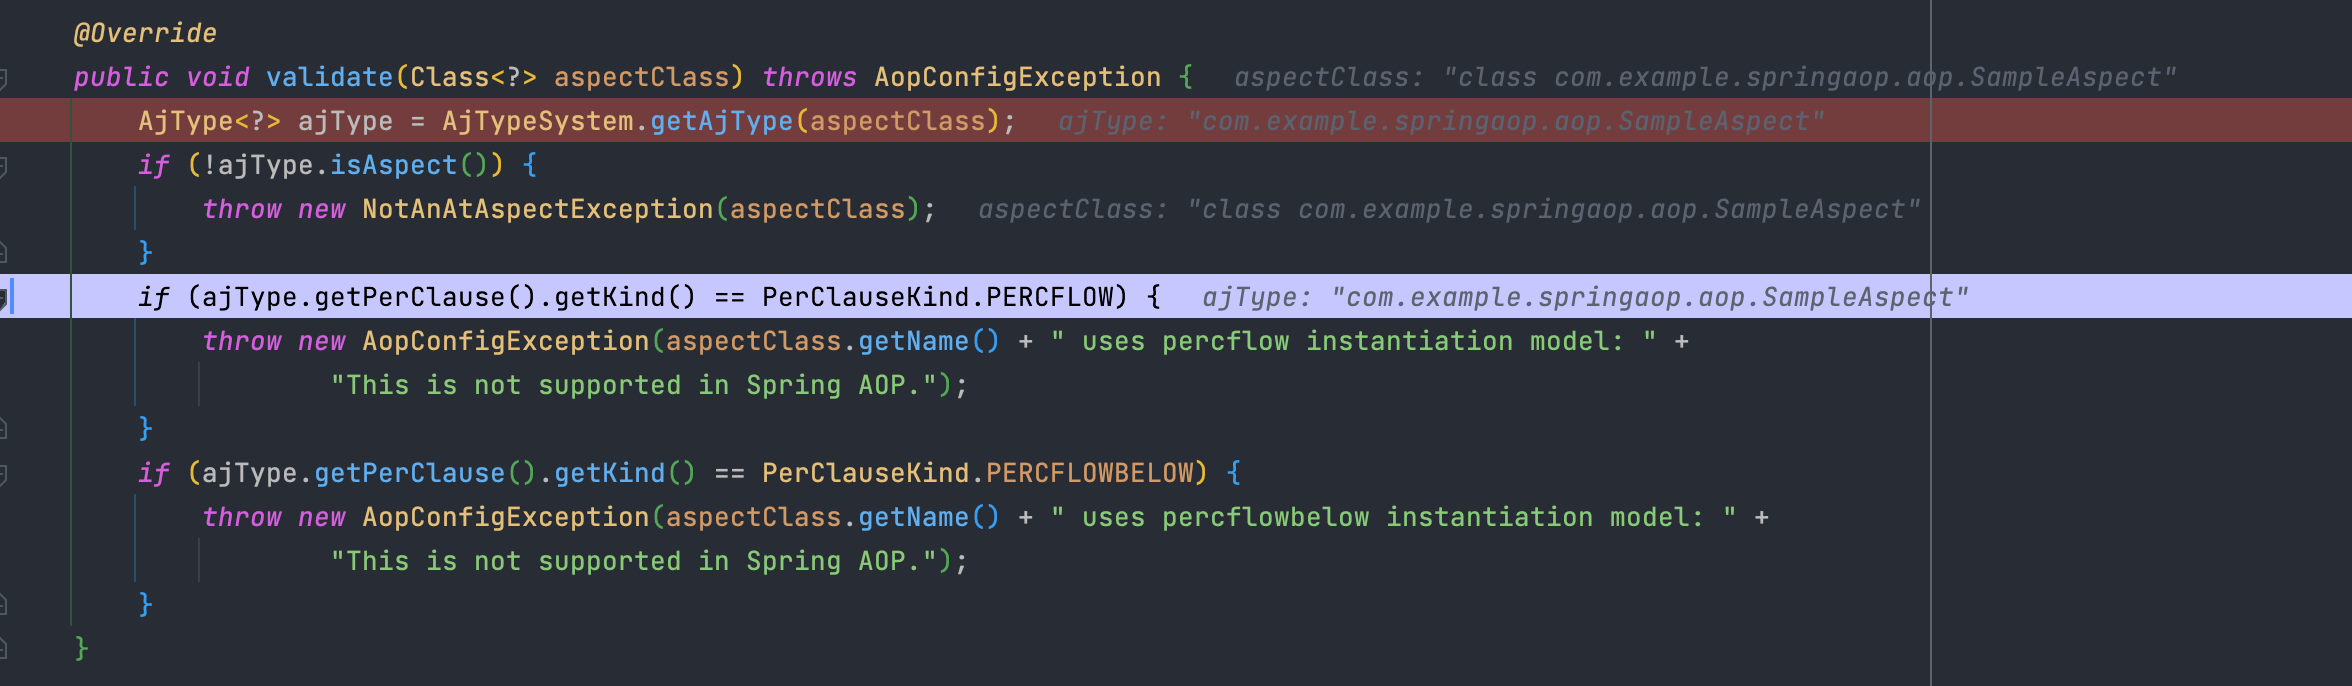 @Override
public void validate(Class<?> aspectClass) throws AopConfigException {   aspectClass: "class com.example.springaop.aop.SampleAspect"
    AjType<?> ajType = AjTypeSystem.getAjType(aspectClass);   ajType: "com.example.springaop.aop.SampleAspect"
    if (!ajType.isAspect()) {
        throw new NotAnAtAspectException(aspectClass);   aspectClass: "class com.example.springaop.aop.SampleAspect"
    }
    if (ajType.getPerClause().getKind() == PerClauseKind.PERCFLOW) {   ajType: "com.example.springaop.aop.SampleAspect"
        throw new AopConfigException(aspectClass.getName() + " uses percflow instantiation model: " +
                "This is not supported in Spring AOP.");
    }
    if (ajType.getPerClause().getKind() == PerClauseKind.PERCFLOWBELOW) {
        throw new AopConfigException(aspectClass.getName() + " uses percflowbelow instantiation model: " +
                "This is not supported in Spring AOP.");
    }
}